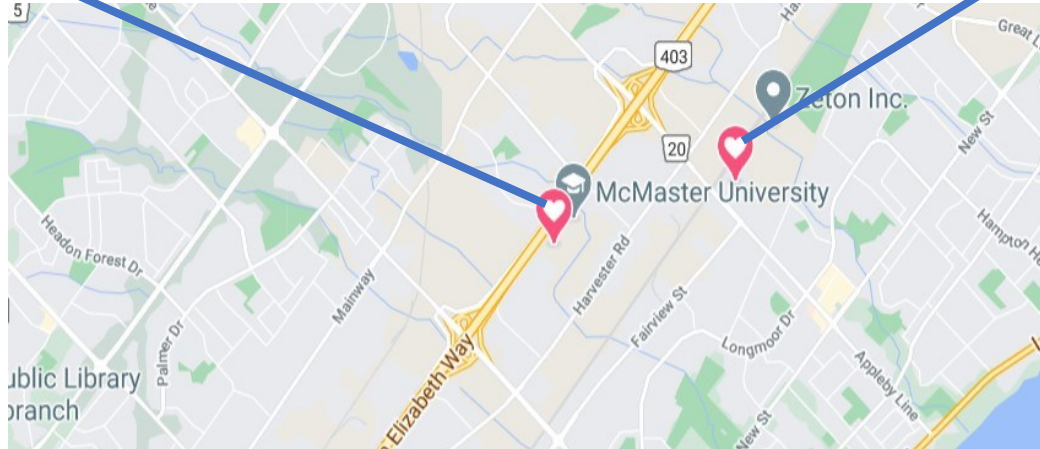 5
403
Great L
Zeton Inc.
New St
20
McMaster University
Hampton H
Headon Forest Dr
Harvester Rd
Mainway
Fairview St
Palmer Dr
Longmoor Dr
Elizabeth Way
Appleby Line
ublic Library
branch
New St